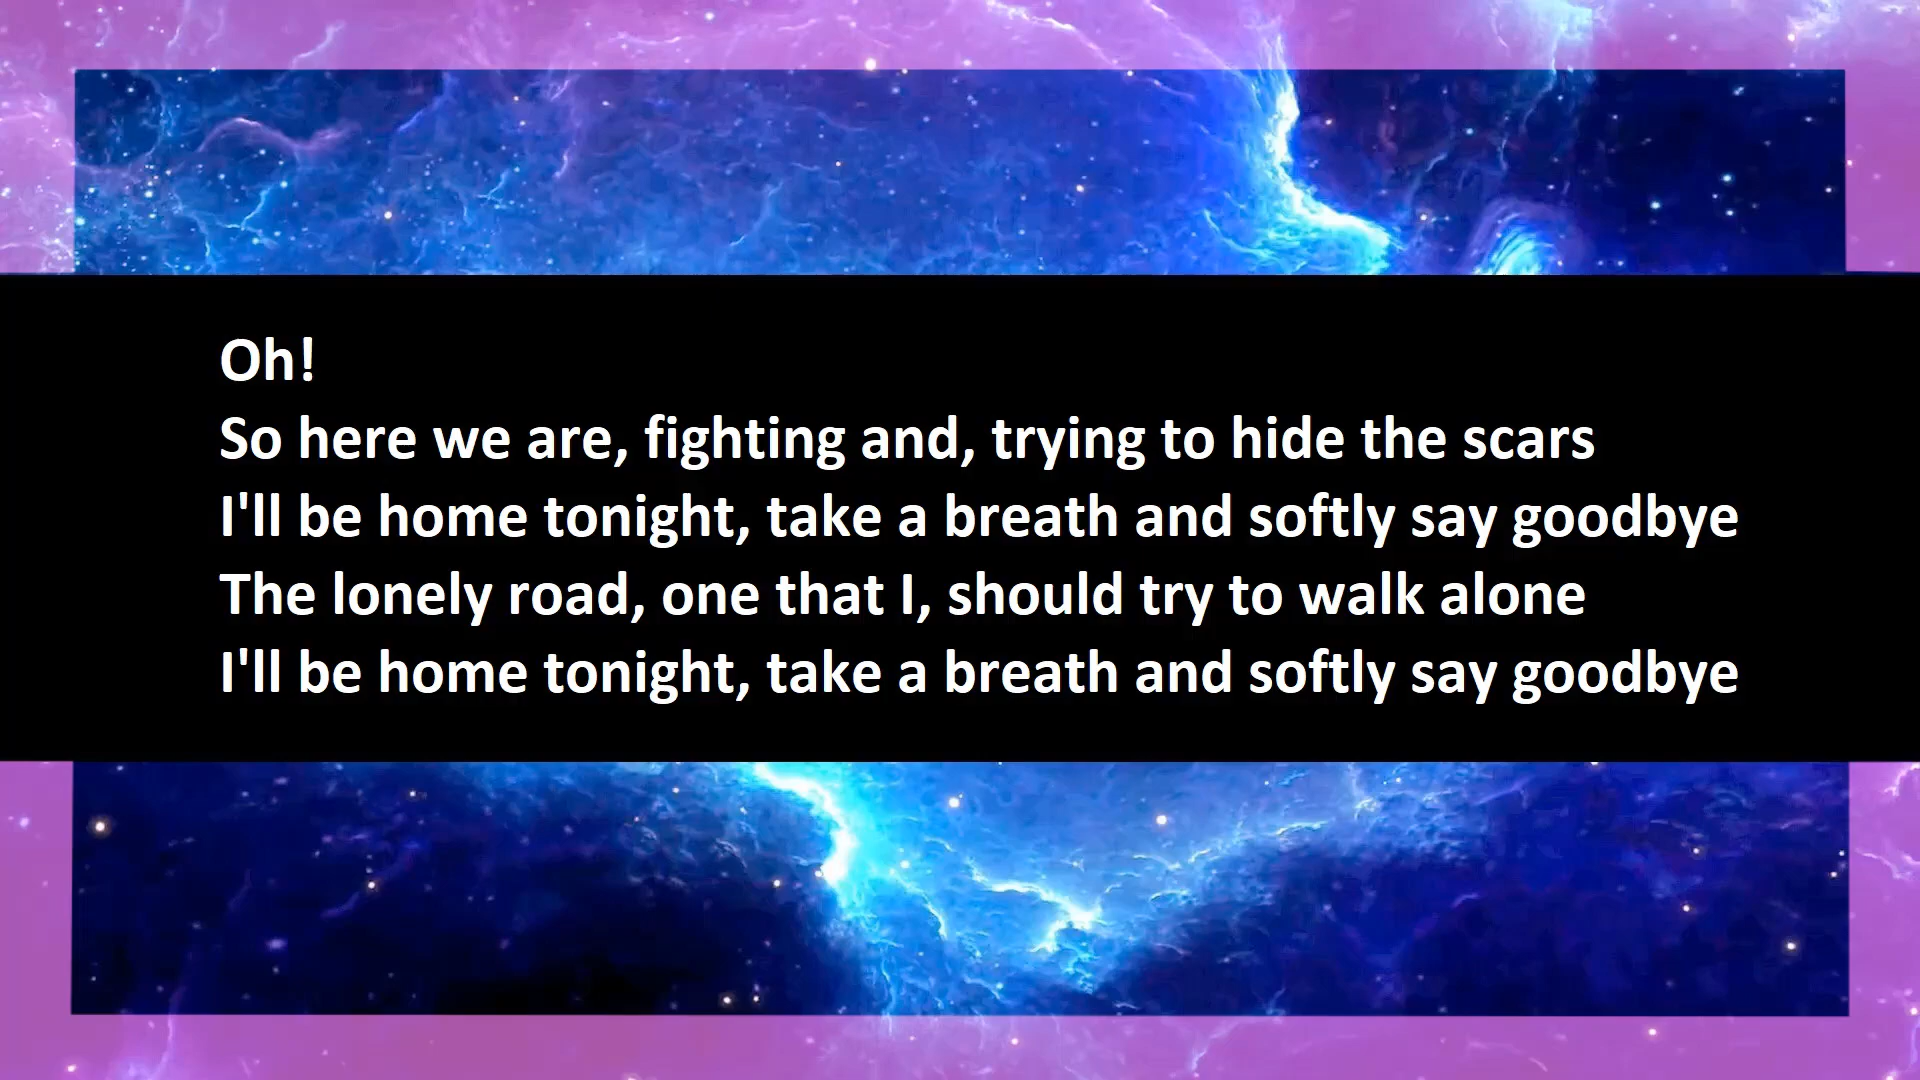 Oh!
So here we are, fighting and, trying to hide the scars
I'll be home tonight, take a breath and softly say goodbye
The lonely road, one that I, should try to walk alone
I'll be home tonight, take a breath and softly say goodbye